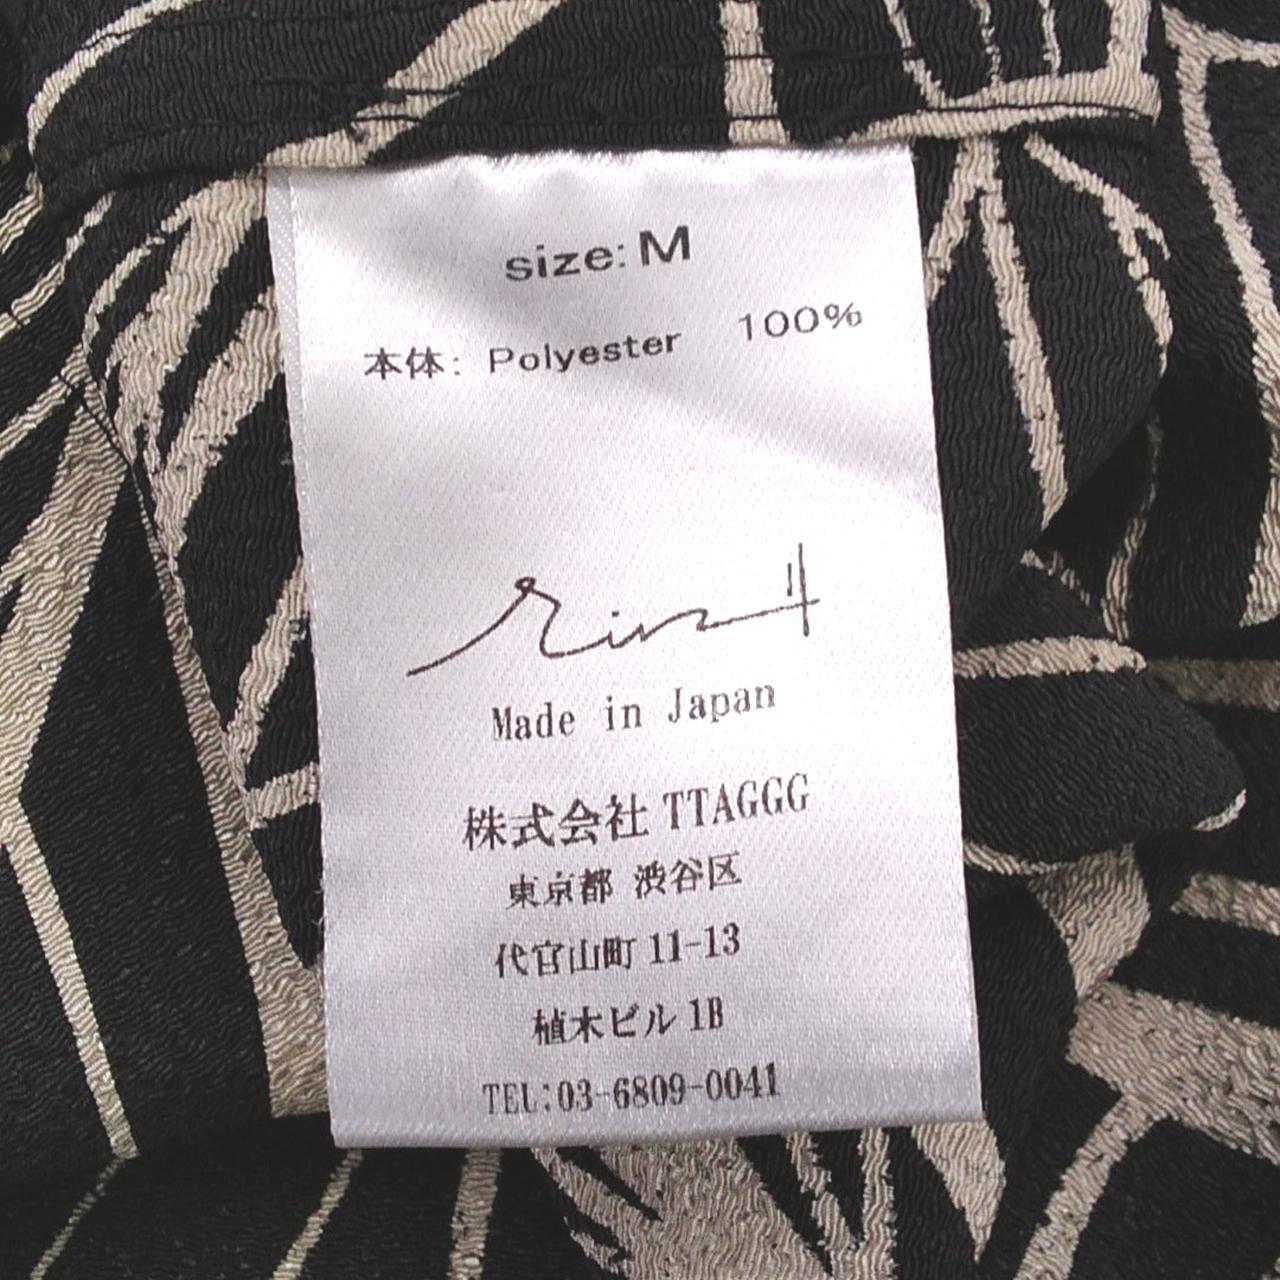 size: M
本体: Polyester 100%
Made in Japan
株式会社 TTAGGG
東京都 渋谷区
代官山町 11-13
植木ビル 1B
TEL:03-6809-0041